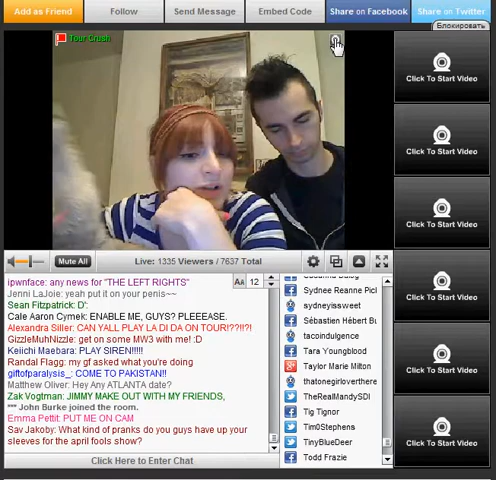 Add as Friend
Follow
Send Message
Embed Code
Share on Facebook
Share on Twitter
Блокировать
Tour Crush
Click To Start Video
Click To Start Video
Click To Start Video
Click To Start Video
Click To Start Video
Click To Start Video
Mute All
Live: 1335 Viewers / 7637 Total
Aa 12
ipwnface: any news for "THE LEFT RIGHTS"
Jenni LaJoie: yeah put it on your penis~~
Sean Fitzpatrick: D';
Cale Aaron Cymek: ENABLE ME, GUYS? PLEEEASE.
Alexandra Siller: CAN YALL PLAY LA DI DA ON TOUR!??!!?!
GizzleMuhNizzle: get on some MW3 with me! :D
Keiichi Maebara: PLAY SIREN!!!!!
Randal Flagg: my gf asked what you're doing
giftofparalysis_: COME TO PAKISTAN!!
Matthew Oliver: Hey Any ATLANTA date?
Zak Vogtman: JIMMY MAKE OUT WITH MY FRIENDS,
*** John Burke joined the room.
Emma Pettit: PUT ME ON CAM
Sav Jakoby: What kind of pranks do you guys have up your
sleeves for the april fools show?
Click Here to Enter Chat
Sydnee Reanne Picl
sydneyissweet
Sébastien Hébert Bu
tacoindulgence
Tara Youngblood
Taylor Marie Milton
thatonegirloverthere
TheRealMandySDI
Tig Tignor
Tim0Stephens
TinyBlueDeer
Todd Frazie